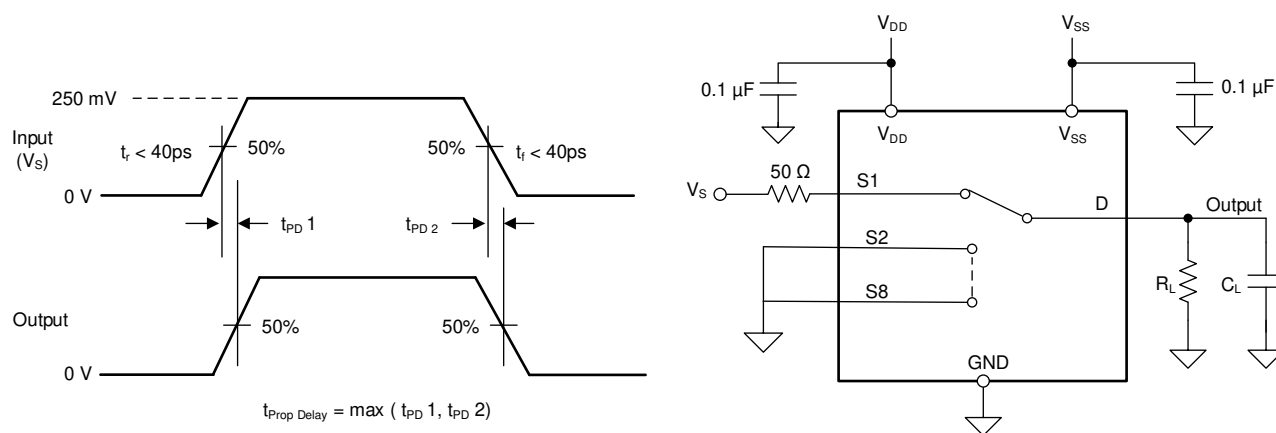 250 mV
Input
(VS)
tr < 40ps
50%
50%
tf < 40ps
0 V
tPD 1
tPD 2
Output
50%
50%
0 V
tProp Delay = max ( tPD 1, tPD 2)
VDD
VSS
0.1 µF
0.1 µF
VDD
VSS
50 Ω
VS
S1
D
Output
S2
S8
RL
CL
GND